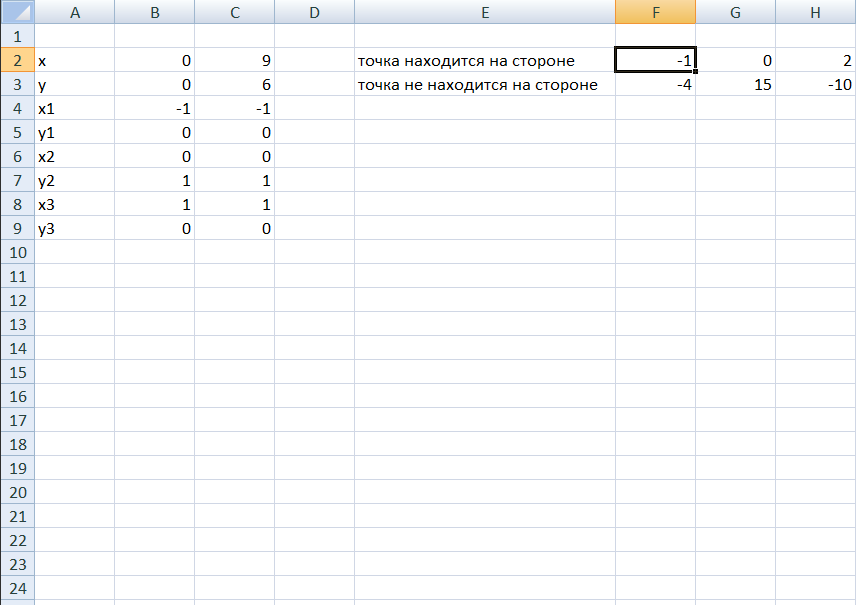 A B C D E F G H
1
2 x 0 9 точка находится на стороне -1 0 2
3 y 0 6 точка не находится на стороне -4 15 -10
4 x1 -1 -1
5 y1 0 0
6 x2 0 0
7 y2 1 1
8 x3 1 1
9 y3 0 0
10
11
12
13
14
15
16
17
18
19
20
21
22
23
24